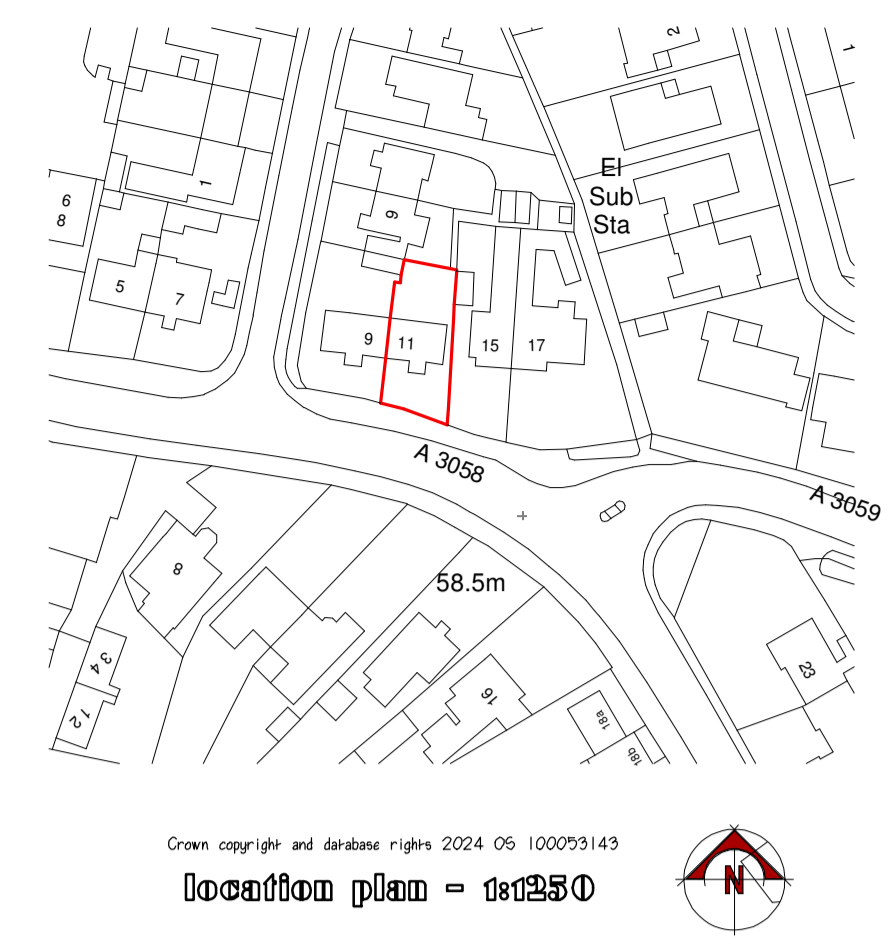 2
1
El
Sub
Sta
1
6
8
9
5
7
9
11
15
17
A 3058
A 3059
8
58.5m
3 4
1 2
16
18a
18b
23
Crown copyright and database rights 2024 OS 100053143
location plan - 1:1250
N